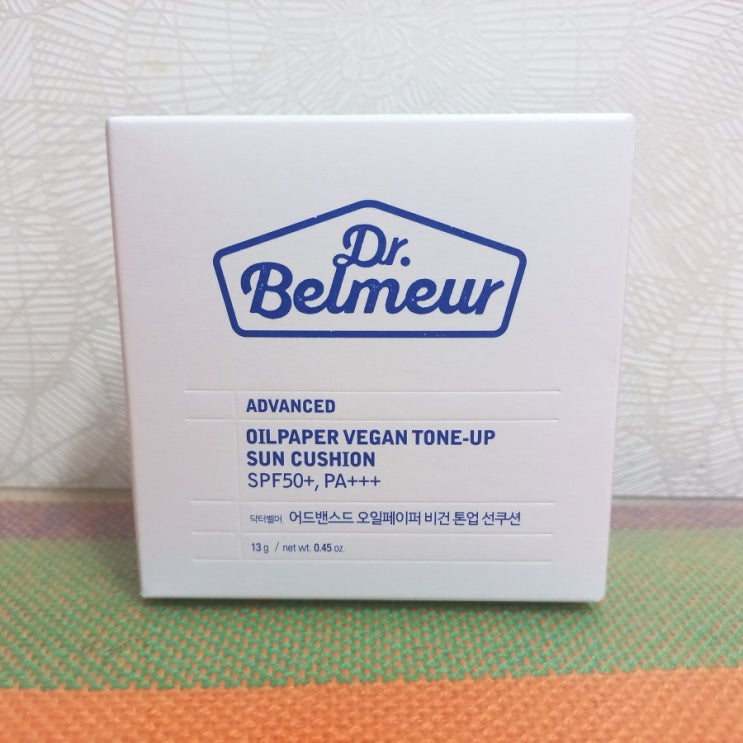 Dr.
Belmeur
ADVANCED
OILPAPER VEGAN TONE-UP
SUN CUSHION
SPF50+, PA+++
닥터벨머 어드밴스드 오일페이퍼 비건 톤업 선쿠션
13 g / net wt. 0.45 oz.